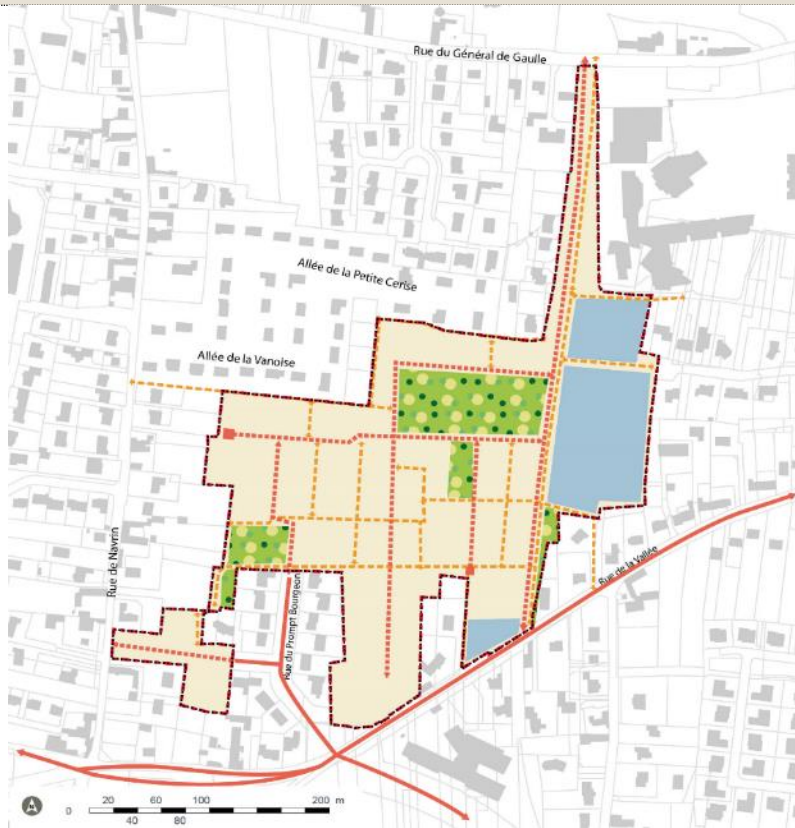 Rue du Général de Gaulle
Allée de la Petite Cerise
Allée de la Vanoise
Rue de Navrin
Rue de la Vallée
Rue du Prompt Bourgeon
0 20 60 100 200 m
40 80